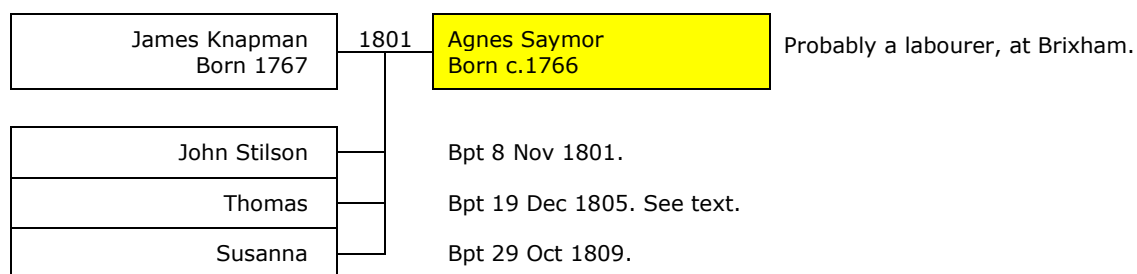 James Knapman
Born 1767
1801
Agnes Saymor
Born c.1766
Probably a labourer, at Brixham.
John Stilson
Bpt 8 Nov 1801.
Thomas
Bpt 19 Dec 1805. See text.
Susanna
Bpt 29 Oct 1809.